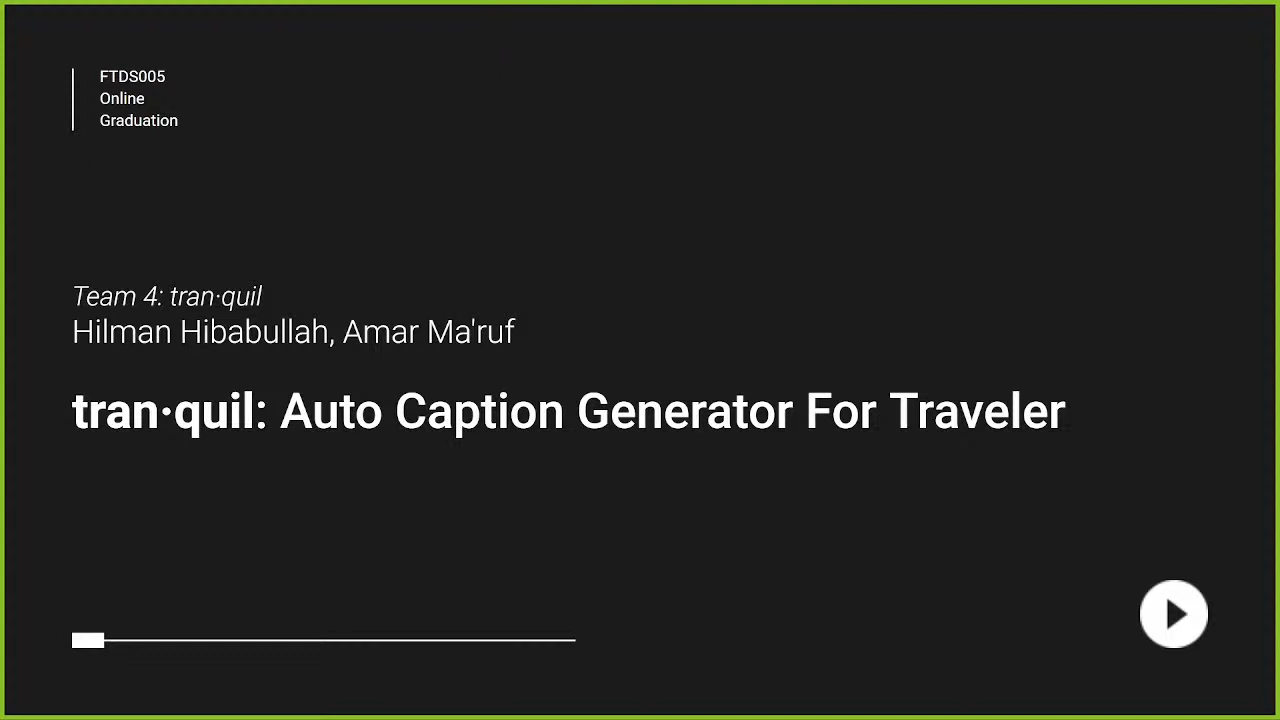 FTDS005
Online
Graduation
Team 4: tran·quil
Hilman Hibabullah, Amar Ma'ruf
tran·quil: Auto Caption Generator For Traveler